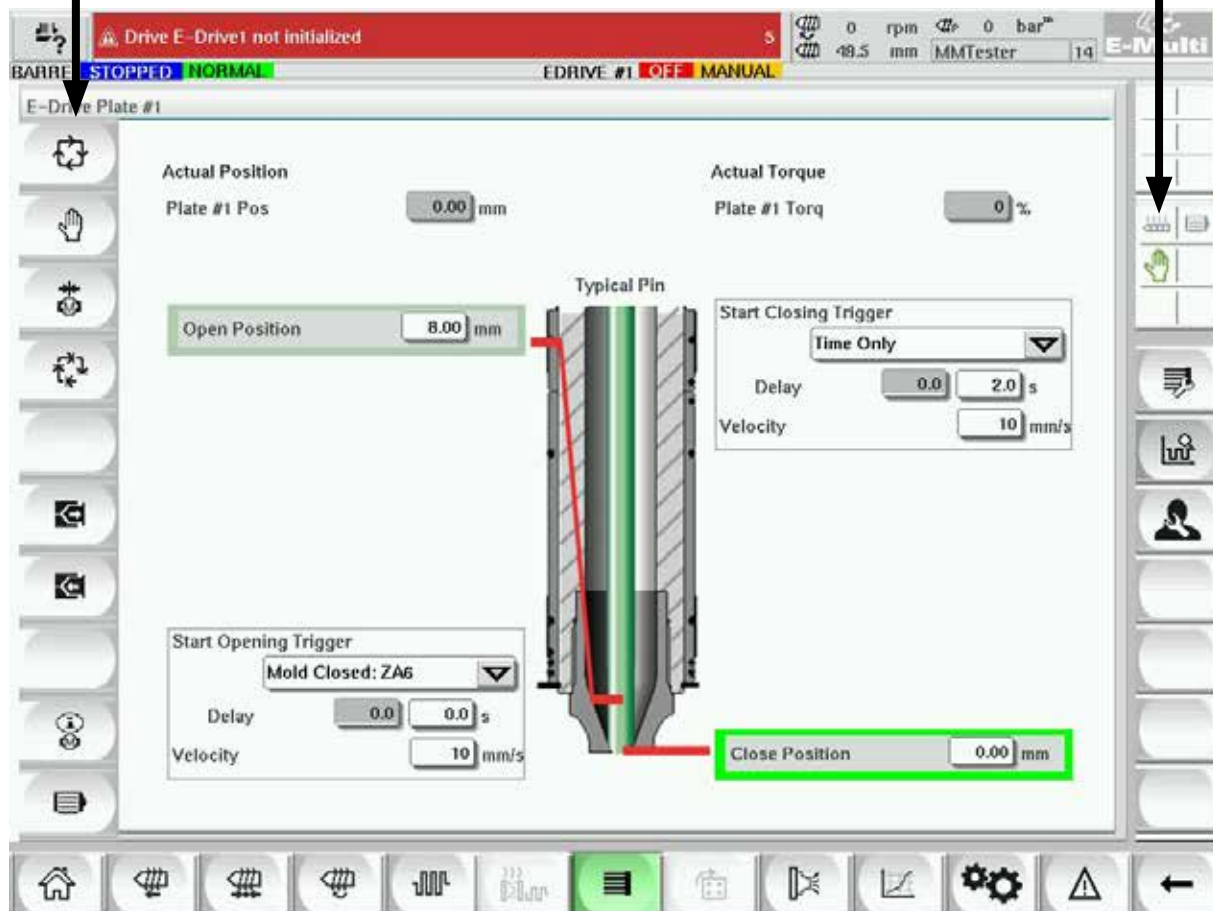 Drive E-Drive1 not initialized
5
0 rpm 0 bar
48.5 mm MMTester 14
E-Multi
BARRE STOPPED NORMAL
EDRIVE #1 OFF MANUAL
E-Drive Plate #1
Actual Position
Plate #1 Pos 0.00 mm
Actual Torque
Plate #1 Torq 0 %
Typical Pin
Open Position 8.00 mm
Start Closing Trigger
Time Only
Delay 0.0 2.0 s
Velocity 10 mm/s
Start Opening Trigger
Mold Closed: ZA6
Delay 0.0 0.0 s
Velocity 10 mm/s
Close Position 0.00 mm